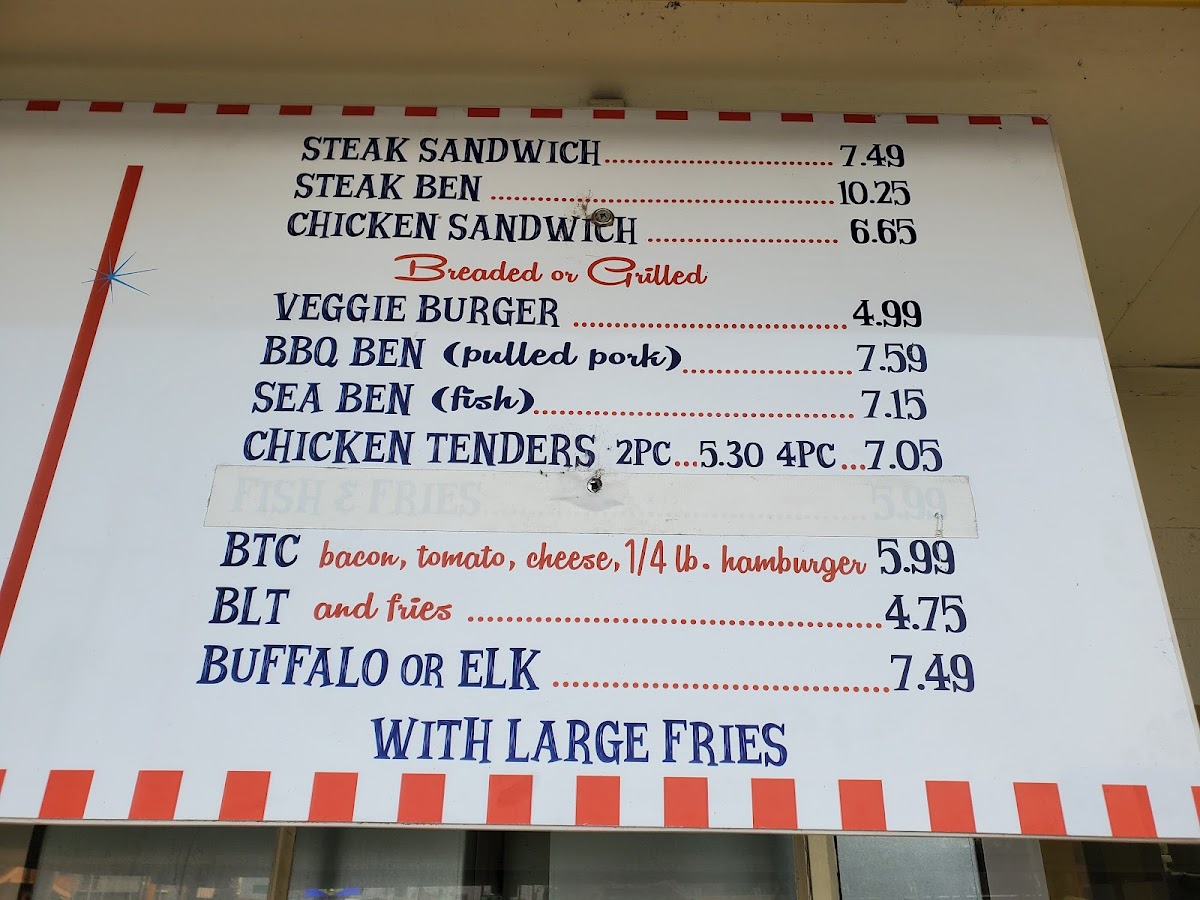 STEAK SANDWICH 7.49
STEAK BEN 10.25
CHICKEN SANDWICH 6.65
Breaded or Grilled
VEGGIE BURGER 4.99
BBQ BEN (pulled pork) 7.59
SEA BEN (fish) 7.15
CHICKEN TENDERS 2PC...5.30 4PC...7.05
FISH & FRIES 5.99
BTC bacon, tomato, cheese, 1/4 lb. hamburger 5.99
BLT and fries 4.75
BUFFALO OR ELK 7.49
WITH LARGE FRIES